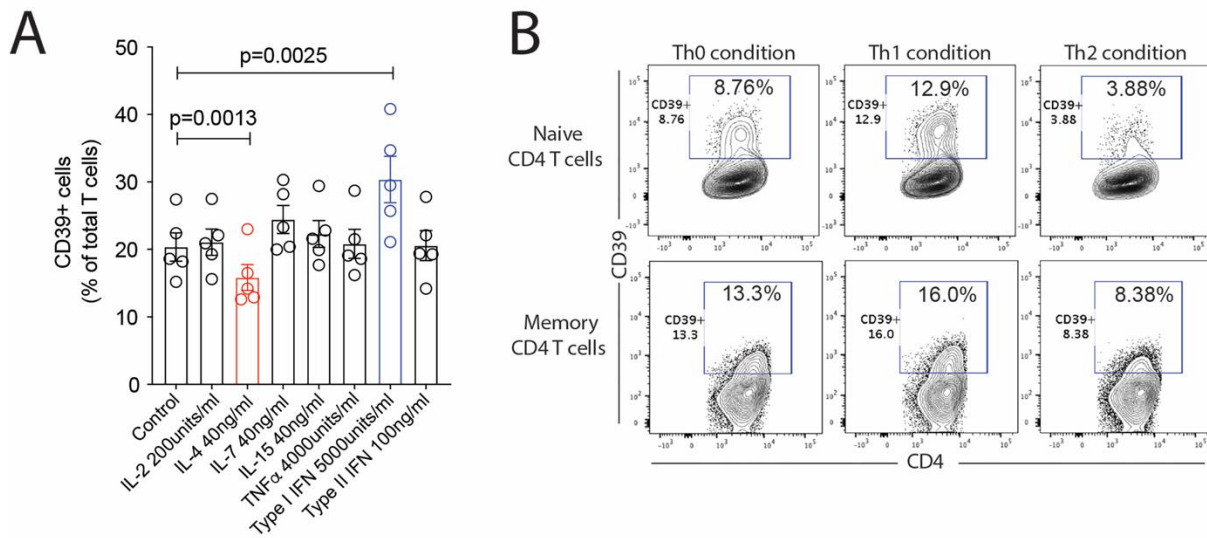 A
p=0.0025
p=0.0013
CD39+ cells
(% of total T cells)
50
40
30
20
10
0
Control
IL-2 200units/ml
IL-4 40ng/ml
IL-7 40ng/ml
IL-15 40ng/ml
TNFα 4000units/ml
Type I IFN 5000units/ml
Type II IFN 100ng/ml
B
Th0 condition
Th1 condition
Th2 condition
Naive
CD4 T cells
8.76%
CD39+
8.76
12.9%
CD39+
12.9
3.88%
CD39+
3.88
Memory
CD4 T cells
13.3%
CD39+
13.3
16.0%
CD39+
16.0
8.38%
CD39+
8.38
CD39
CD4